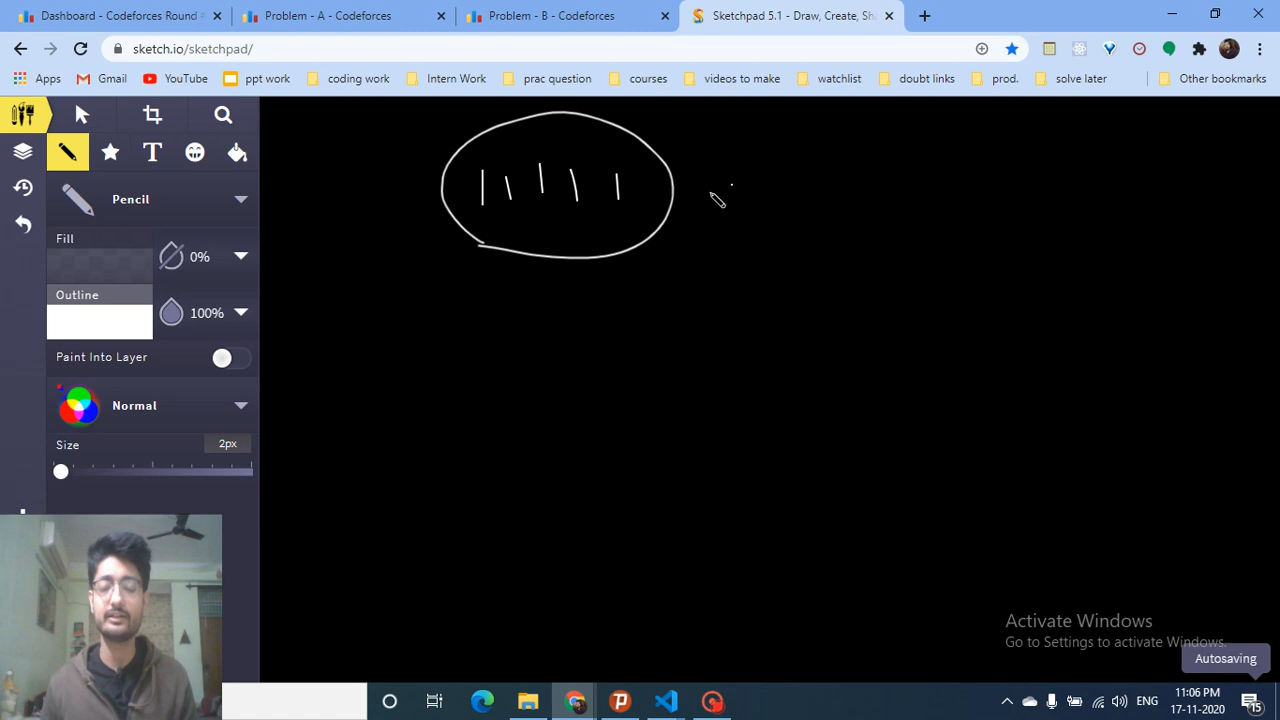 Dashboard - Codeforces Round
Problem - A - Codeforces
Problem - B - Codeforces
Sketchpad 5.1 - Draw, Create, Sh
sketch.io/sketchpad/
Apps
Gmail
YouTube
ppt work
coding work
Intern Work
prac question
courses
videos to make
watchlist
doubt links
prod.
solve later
Other bookmarks
Pencil
Fill
0%
Outline
100%
Paint Into Layer
Normal
Size
2px
Activate Windows
Go to Settings to activate Windows.
Autosaving
ENG
11:06 PM
17-11-2020
15